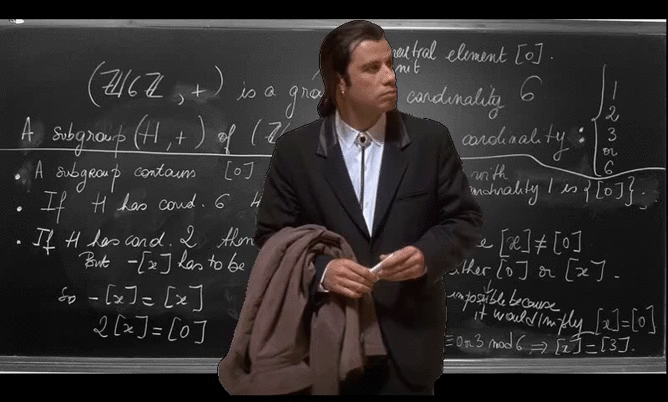 neutral element [0].
(ℤ/6ℤ, +) is a gro cardinality 6
A subgroup (H, +) of (ℤ cardinality : { 1 2 3 or 6
. A subgroup contains [0] with cardinality 1 is {[0]}.
. If H has card. 6
. If H has card. 2 then [x] ≠ [0]
But -[x] has to be either [0] or [x].
So -[x] = [x] impossible because it would imply [x] = [0]
2[x] = [0] ≡ 0 or 3 mod 6 ⇒ [x] = [3].